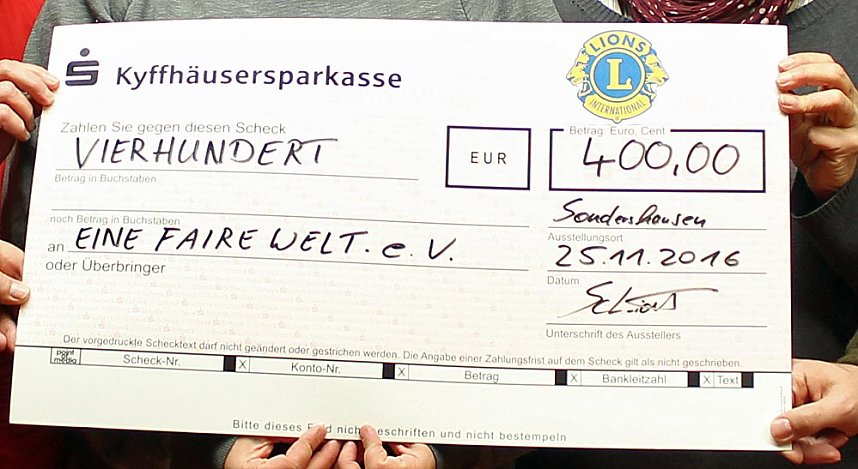 Kyffhäusersparkasse
LIONS
L
INTERNATIONAL
Zahlen Sie gegen diesen Scheck
VIERHUNDERT
Betrag in Buchstaben
EUR
Betrag: Euro, Cent
400,00
noch Betrag in Buchstaben
Sondershausen
Ausstellungsort
an EINE FAIRE WELT. e. V.
oder Überbringer
25.11.2016
Datum
Unterschrift des Ausstellers
Der vorgedruckte Schecktext darf nicht geändert oder gestrichen werden. Die Angabe einer Zahlungsfrist auf dem Scheck gilt als nicht geschrieben.
point media
Scheck-Nr. X Konto-Nr. X Betrag X Bankleitzahl X Text
Bitte dieses nicht und nicht bestempeln